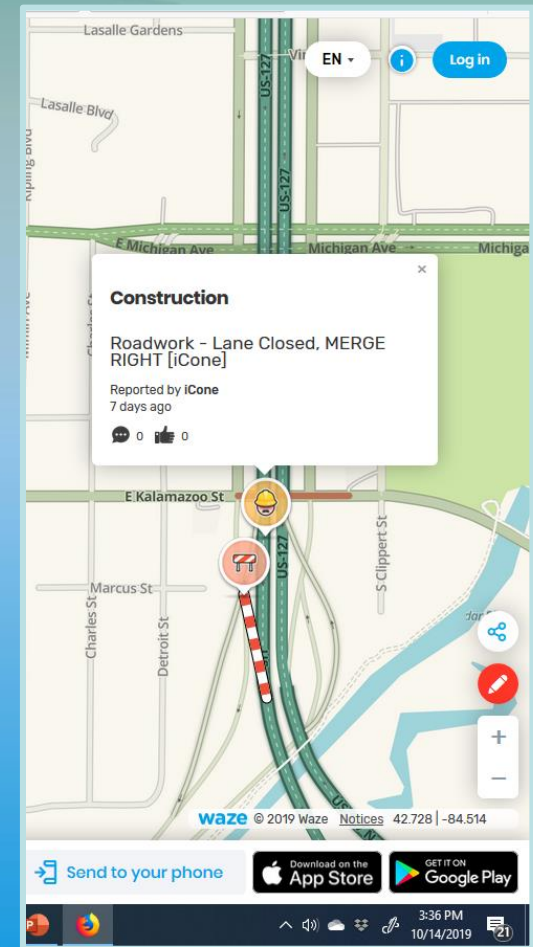 Lasalle Gardens
EN
i
Log in
US-127
Lasalle Blvd
US-127
E Michigan Ave
Michigan Ave →
Michiga
×
Construction
Roadwork - Lane Closed, MERGE
RIGHT [iCone]
Reported by iCone
7 days ago
0 0
E Kalamazoo St
US-127
S Clippert St
Marcus St
Charles St
Detroit St
+
−
waze © 2019 Waze Notices 42.728 | -84.514
Send to your phone
Download on the
App Store
GET IT ON
Google Play
3:36 PM
10/14/2019
21